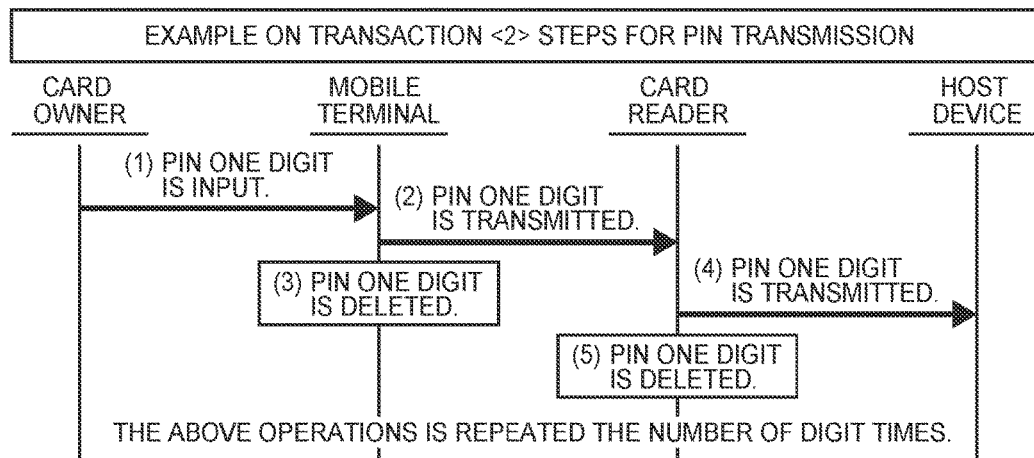 EXAMPLE ON TRANSACTION <2> STEPS FOR PIN TRANSMISSION
CARD
OWNER
MOBILE
TERMINAL
CARD
READER
HOST
DEVICE
(1) PIN ONE DIGIT
IS INPUT.
(2) PIN ONE DIGIT
IS TRANSMITTED.
(3) PIN ONE DIGIT
IS DELETED.
(4) PIN ONE DIGIT
IS TRANSMITTED.
(5) PIN ONE DIGIT
IS DELETED.
THE ABOVE OPERATIONS IS REPEATED THE NUMBER OF DIGIT TIMES.